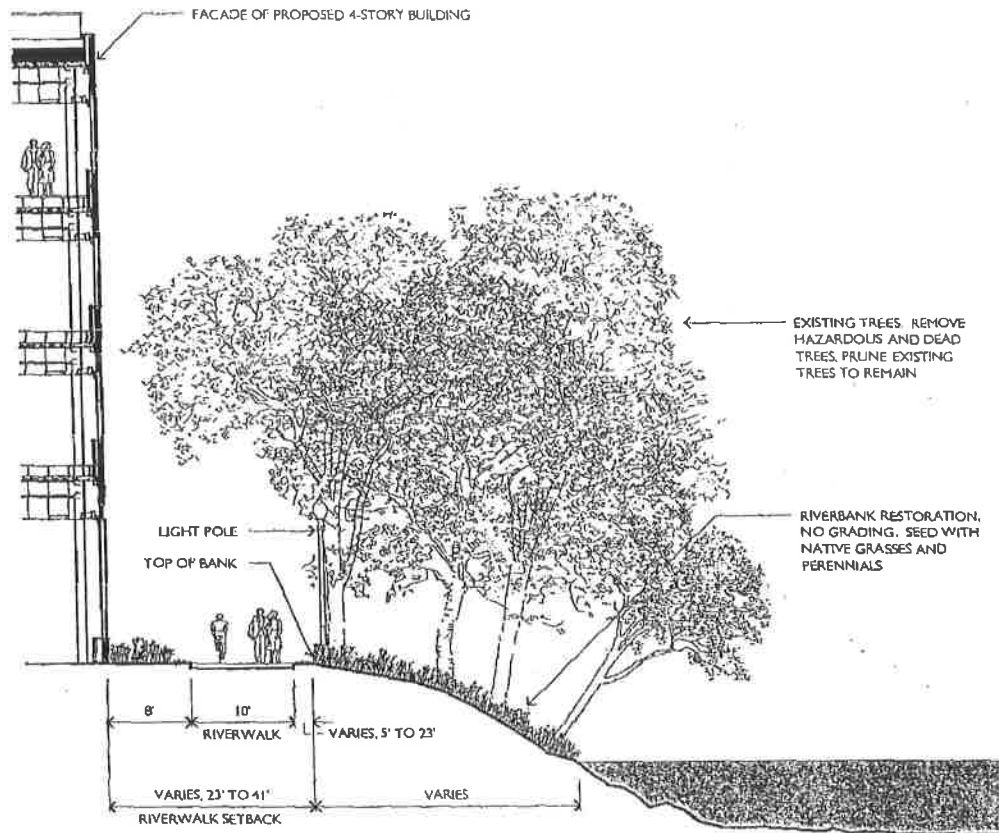 FACADE OF PROPOSED 4-STORY BUILDING
EXISTING TREES. REMOVE
HAZARDOUS AND DEAD
TREES, PRUNE EXISTING
TREES TO REMAIN
LIGHT POLE
TOP OF BANK
RIVERBANK RESTORATION,
NO GRADING. SEED WITH
NATIVE GRASSES AND
PERENNIALS
8'
10'
RIVERWALK
VARIES, 5' TO 23'
VARIES, 23' TO 41'
RIVERWALK SETBACK
VARIES